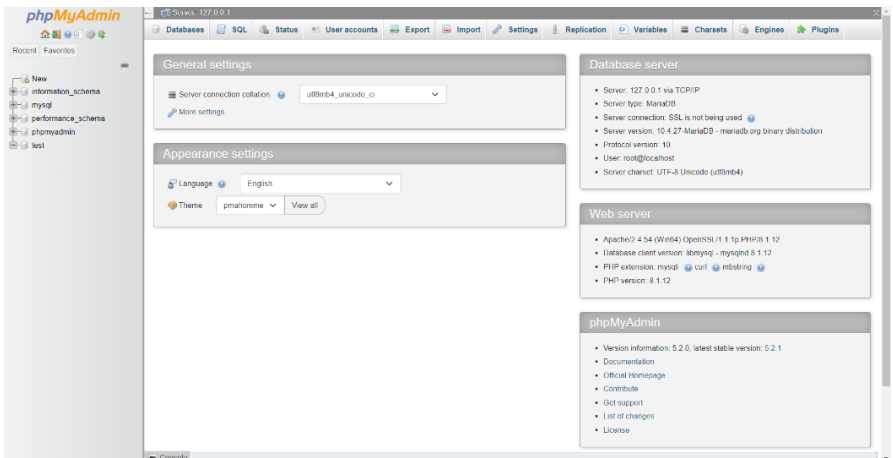 phpMyAdmin
Recent Favorites
New
information_schema
mysql
performance_schema
phpmyadmin
test
Server: 127.0.0.1
Databases SQL Status User accounts Export Import Settings Replication Variables Charsets Engines Plugins
General settings
Server connection collation: utf8mb4_unicode_ci
More settings
Appearance settings
Language English
Theme pmahomme View all
Database server
• Server: 127.0.0.1 via TCP/IP
• Server type: MariaDB
• Server connection: SSL is not being used
• Server version: 10.4.27-MariaDB - mariadb.org binary distribution
• Protocol version: 10
• User: root@localhost
• Server charset: UTF-8 Unicode (utf8mb4)
Web server
• Apache/2.4.54 (Win64) OpenSSL/1.1.1p PHP/8.1.12
• Database client version: libmysql - mysqlnd 8.1.12
• PHP extension: mysqli curl mbstring
• PHP version: 8.1.12
phpMyAdmin
• Version information: 5.2.0, latest stable version: 5.2.1
• Documentation
• Official Homepage
• Contribute
• Get support
• List of changes
• License
Console